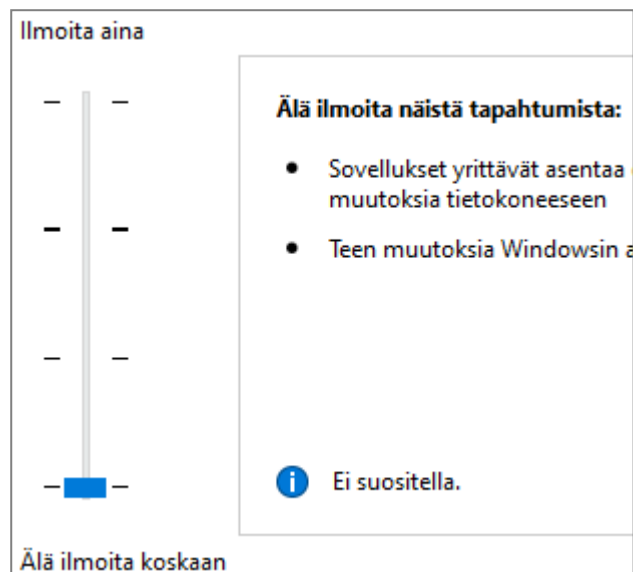 Ilmoita aina
Älä ilmoita näistä tapahtumista:
Sovellukset yrittävät asentaa
muutoksia tietokoneeseen
Teen muutoksia Windowsin a
Ei suositella.
Älä ilmoita koskaan